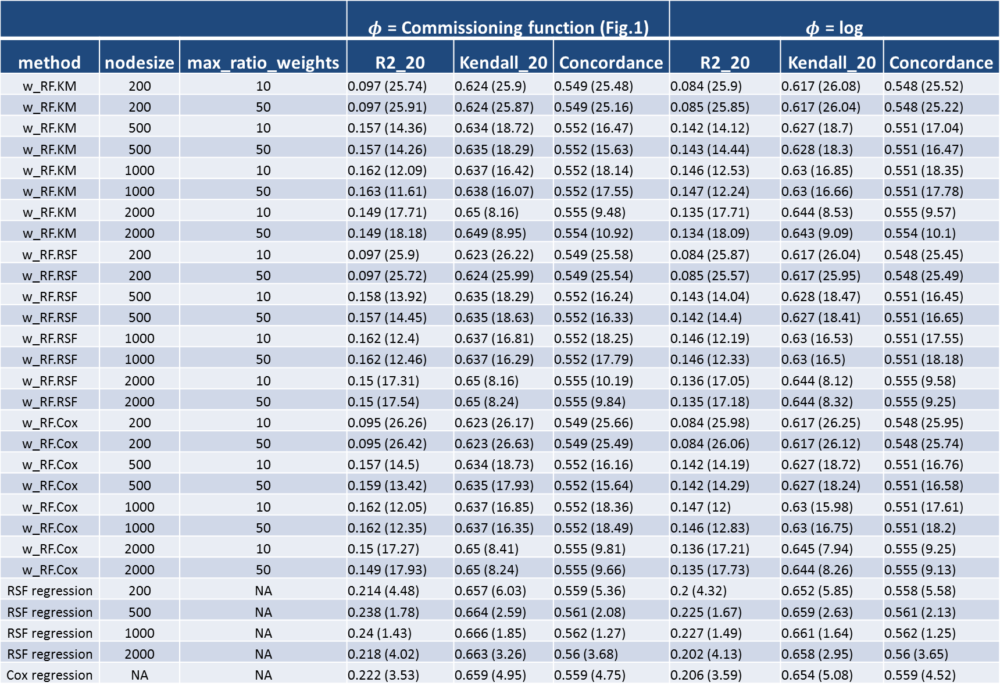 ϕ = Commissioning function (Fig.1) ϕ = log
method nodesize max_ratio_weights R2_20 Kendall_20 Concordance R2_20 Kendall_20 Concordance
w_RF.KM 200 10 0.097 (25.74) 0.624 (25.9) 0.549 (25.48) 0.084 (25.9) 0.617 (26.08) 0.548 (25.52)
w_RF.KM 200 50 0.097 (25.91) 0.624 (25.87) 0.549 (25.16) 0.085 (25.85) 0.617 (26.04) 0.548 (25.22)
w_RF.KM 500 10 0.157 (14.36) 0.634 (18.72) 0.552 (16.47) 0.142 (14.12) 0.627 (18.7) 0.551 (17.04)
w_RF.KM 500 50 0.157 (14.26) 0.635 (18.29) 0.552 (15.63) 0.143 (14.44) 0.628 (18.3) 0.551 (16.47)
w_RF.KM 1000 10 0.162 (12.09) 0.637 (16.42) 0.552 (18.14) 0.146 (12.53) 0.63 (16.85) 0.551 (18.35)
w_RF.KM 1000 50 0.163 (11.61) 0.638 (16.07) 0.552 (17.55) 0.147 (12.24) 0.63 (16.66) 0.551 (17.78)
w_RF.KM 2000 10 0.149 (17.71) 0.65 (8.16) 0.555 (9.48) 0.135 (17.71) 0.644 (8.53) 0.555 (9.57)
w_RF.KM 2000 50 0.149 (18.18) 0.649 (8.95) 0.554 (10.92) 0.134 (18.09) 0.643 (9.09) 0.554 (10.1)
w_RF.RSF 200 10 0.097 (25.9) 0.623 (26.22) 0.549 (25.58) 0.084 (25.87) 0.617 (26.04) 0.548 (25.45)
w_RF.RSF 200 50 0.097 (25.72) 0.624 (25.99) 0.549 (25.54) 0.085 (25.57) 0.617 (25.95) 0.548 (25.49)
w_RF.RSF 500 10 0.158 (13.92) 0.635 (18.29) 0.552 (16.24) 0.143 (14.04) 0.628 (18.47) 0.551 (16.45)
w_RF.RSF 500 50 0.157 (14.45) 0.635 (18.63) 0.552 (16.33) 0.142 (14.4) 0.627 (18.41) 0.551 (16.65)
w_RF.RSF 1000 10 0.162 (12.4) 0.637 (16.81) 0.552 (18.25) 0.146 (12.19) 0.63 (16.53) 0.551 (17.55)
w_RF.RSF 1000 50 0.162 (12.46) 0.637 (16.29) 0.552 (17.79) 0.146 (12.33) 0.63 (16.5) 0.551 (18.18)
w_RF.RSF 2000 10 0.15 (17.31) 0.65 (8.16) 0.555 (10.19) 0.136 (17.05) 0.644 (8.12) 0.555 (9.58)
w_RF.RSF 2000 50 0.15 (17.54) 0.65 (8.24) 0.555 (9.84) 0.135 (17.18) 0.644 (8.32) 0.555 (9.25)
w_RF.Cox 200 10 0.095 (26.26) 0.623 (26.17) 0.549 (25.66) 0.084 (25.98) 0.617 (26.25) 0.548 (25.95)
w_RF.Cox 200 50 0.095 (26.42) 0.623 (26.63) 0.549 (25.49) 0.084 (26.06) 0.617 (26.12) 0.548 (25.74)
w_RF.Cox 500 10 0.157 (14.5) 0.634 (18.73) 0.552 (16.16) 0.142 (14.19) 0.627 (18.72) 0.551 (16.76)
w_RF.Cox 500 50 0.159 (13.42) 0.635 (17.93) 0.552 (15.64) 0.142 (14.29) 0.627 (18.24) 0.551 (16.58)
w_RF.Cox 1000 10 0.162 (12.05) 0.637 (16.85) 0.552 (18.36) 0.147 (12) 0.63 (15.98) 0.551 (17.61)
w_RF.Cox 1000 50 0.162 (12.35) 0.637 (16.35) 0.552 (18.49) 0.146 (12.83) 0.63 (16.75) 0.551 (18.2)
w_RF.Cox 2000 10 0.15 (17.27) 0.65 (8.41) 0.555 (9.81) 0.136 (17.21) 0.645 (7.94) 0.555 (9.25)
w_RF.Cox 2000 50 0.149 (17.93) 0.65 (8.24) 0.555 (9.66) 0.135 (17.73) 0.644 (8.26) 0.555 (9.13)
RSF regression 200 NA 0.214 (4.48) 0.657 (6.03) 0.559 (5.36) 0.2 (4.32) 0.652 (5.85) 0.558 (5.58)
RSF regression 500 NA 0.238 (1.78) 0.664 (2.59) 0.561 (2.08) 0.225 (1.67) 0.659 (2.63) 0.561 (2.13)
RSF regression 1000 NA 0.24 (1.43) 0.666 (1.85) 0.562 (1.27) 0.227 (1.49) 0.661 (1.64) 0.562 (1.25)
RSF regression 2000 NA 0.218 (4.02) 0.663 (3.26) 0.56 (3.68) 0.202 (4.13) 0.658 (2.95) 0.56 (3.65)
Cox regression NA NA 0.222 (3.53) 0.659 (4.95) 0.559 (4.75) 0.206 (3.59) 0.654 (5.08) 0.559 (4.52)